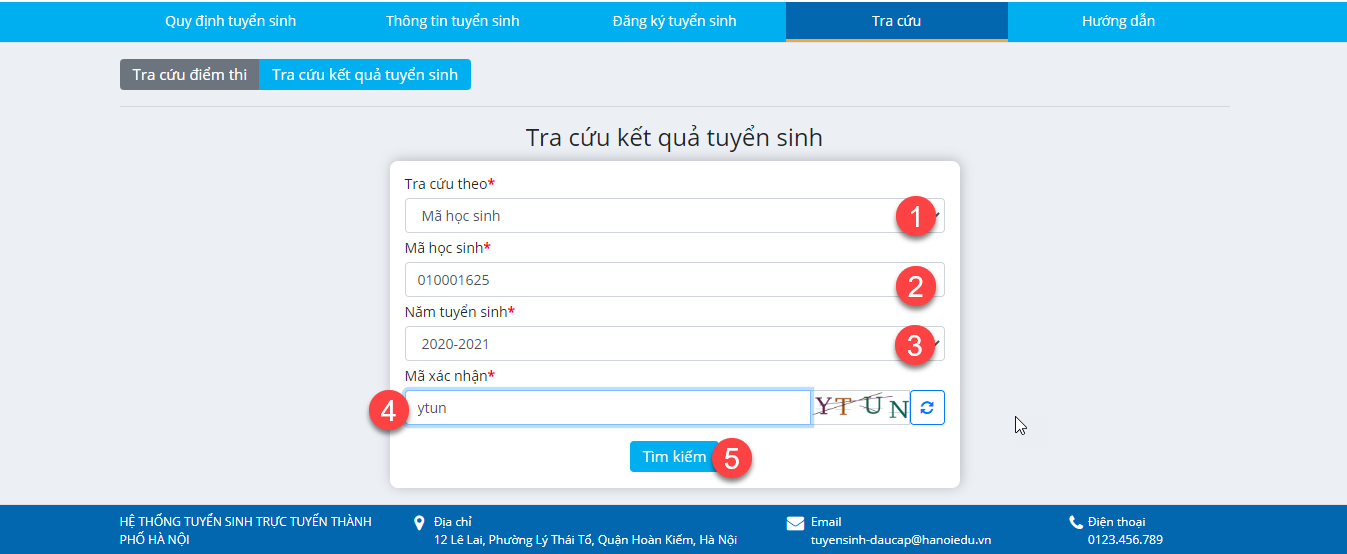 Quy định tuyển sinh Thông tin tuyển sinh Đăng ký tuyển sinh Tra cứu Hướng dẫn
Tra cứu điểm thi Tra cứu kết quả tuyển sinh
Tra cứu kết quả tuyển sinh
Tra cứu theo*
Mã học sinh 1
Mã học sinh*
010001625 2
Năm tuyển sinh*
2020-2021 3
Mã xác nhận*
4 ytun YTUN
Tìm kiếm 5
HỆ THỐNG TUYỂN SINH TRỰC TUYẾN THÀNH
PHỐ HÀ NỘI
Địa chỉ
12 Lê Lai, Phường Lý Thái Tổ, Quận Hoàn Kiếm, Hà Nội
Email
tuyensinh-daucap@hanoiedu.vn
Điện thoại
0123.456.789